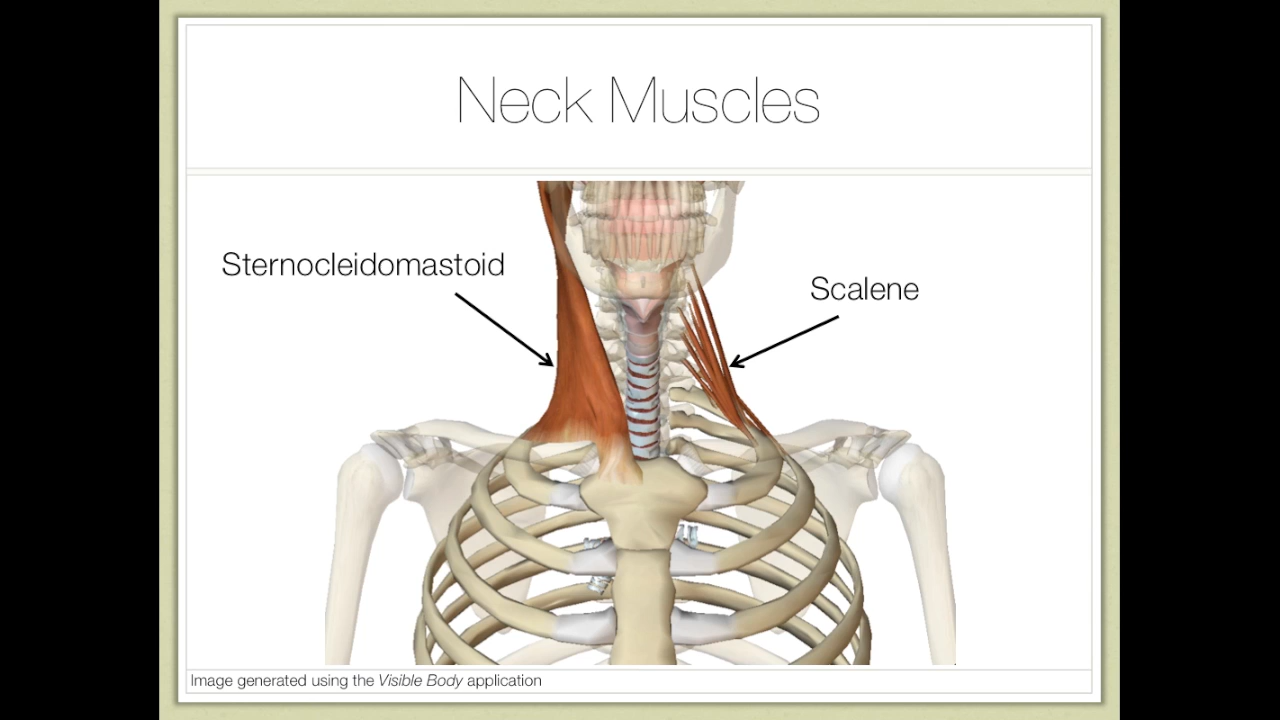 Neck Muscles
Sternocleidomastoid
Scalene
Image generated using the Visible Body application